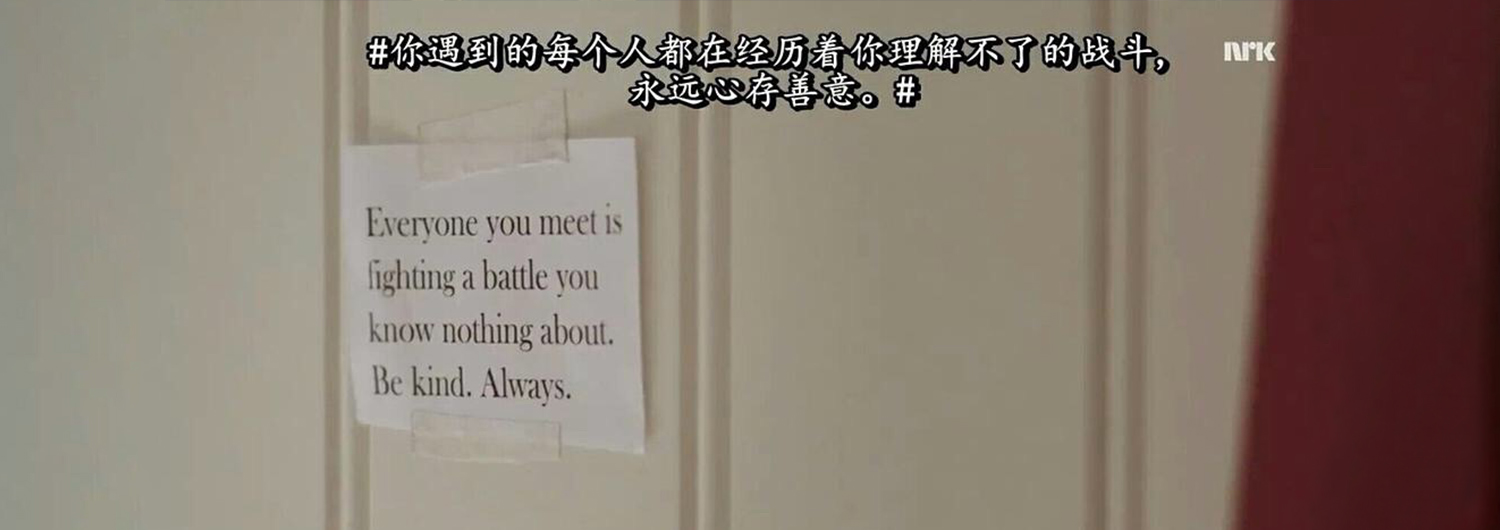 #你遇到的每个人都在经历着你理解不了的战斗,
永远心存善意。#
NRK
Everyone you meet is
fighting a battle you
know nothing about.
Be kind. Always.